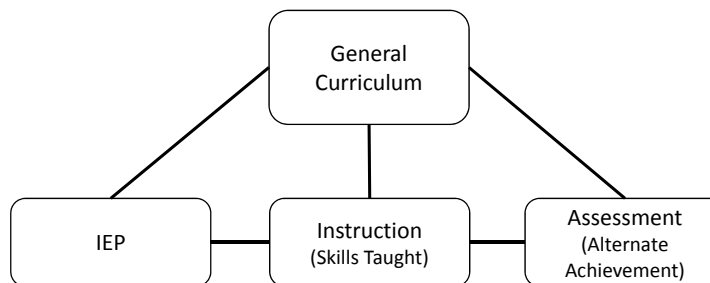 General
Curriculum
IEP
Instruction
(Skills Taught)
Assessment
(Alternate
Achievement)